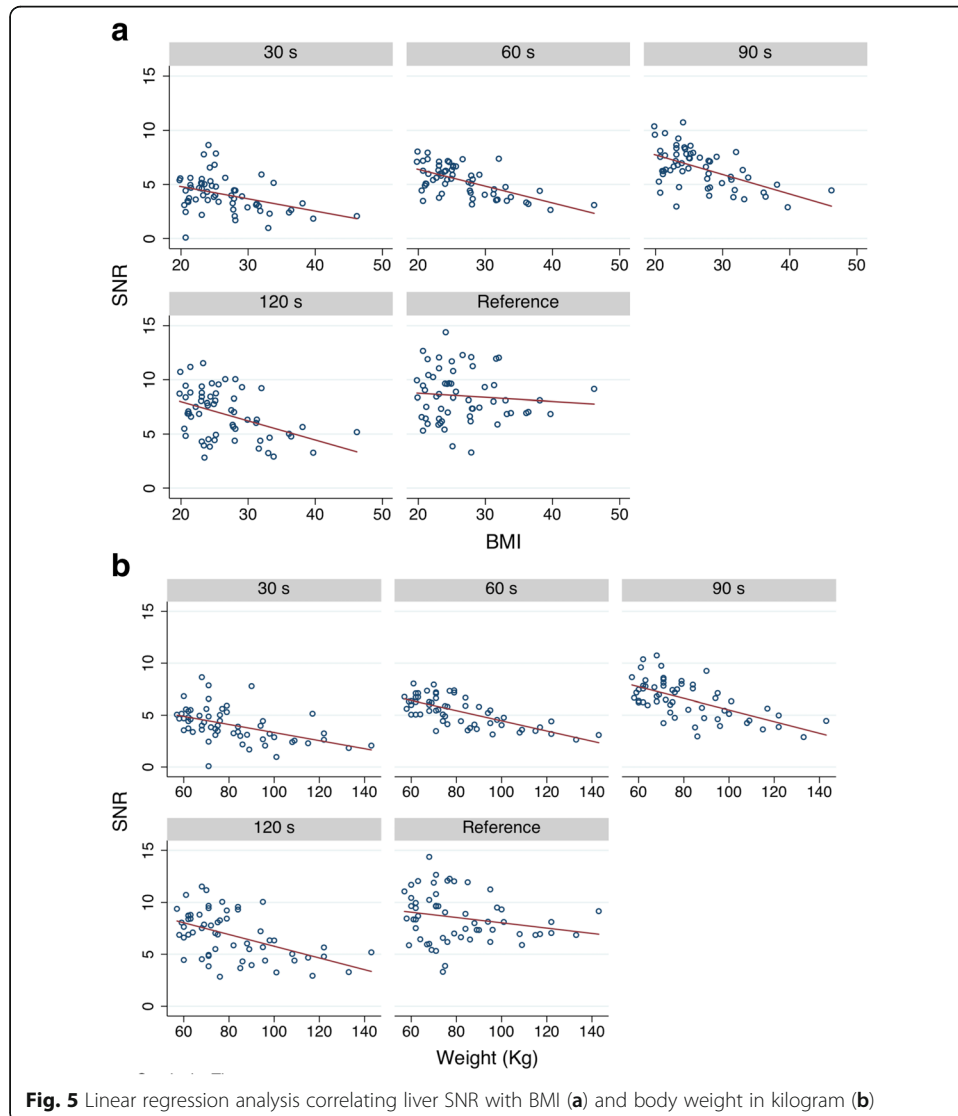 a
30 s 60 s 90 s
15
10
5
0
20 30 40 50 20 30 40 50 20 30 40 50
SNR
120 s Reference
15
10
5
0
20 30 40 50 20 30 40 50
BMI
b
30 s 60 s 90 s
15
10
5
0
60 80 100 120 140 60 80 100 120 140 60 80 100 120 140
SNR
120 s Reference
15
10
5
0
60 80 100 120 140 60 80 100 120 140
Weight (Kg)
Fig. 5 Linear regression analysis correlating liver SNR with BMI (a) and body weight in kilogram (b)